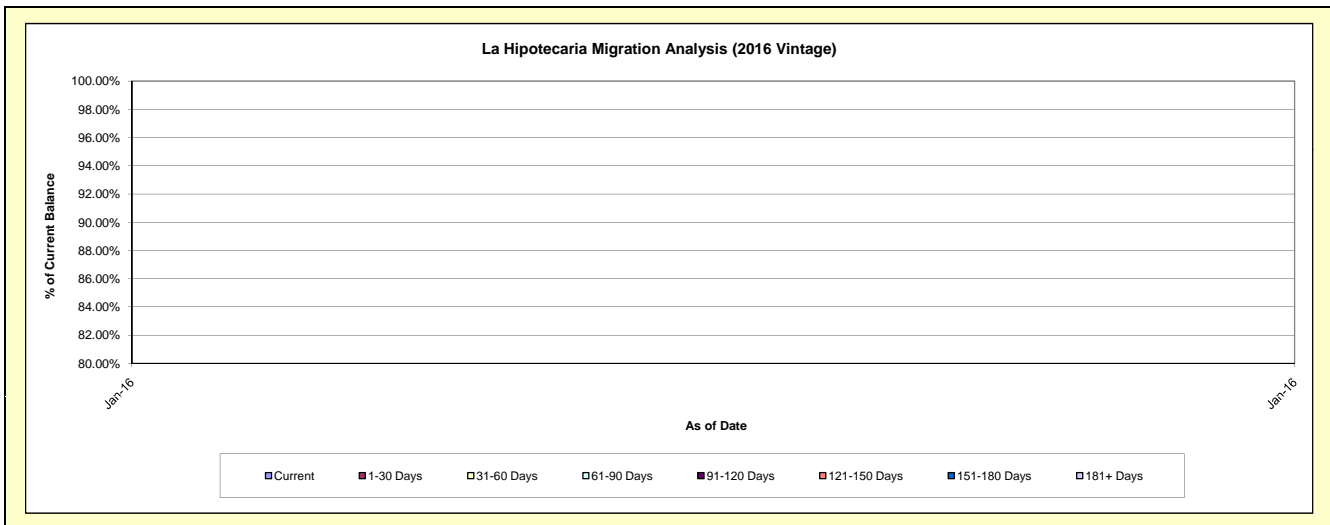 La Hipotecaria Migration Analysis (2016 Vintage)
100.00%
98.00%
96.00%
94.00%
92.00%
90.00%
88.00%
86.00%
84.00%
82.00%
80.00%
% of Current Balance
Jan-16
Jan-16
As of Date
Current 1-30 Days 31-60 Days 61-90 Days 91-120 Days 121-150 Days 151-180 Days 181+ Days